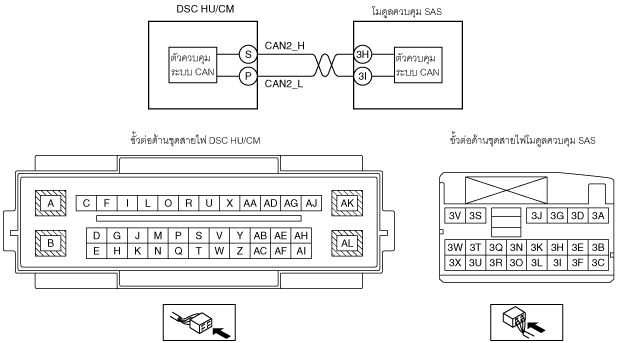 DSC HU/CM
โมดูลควบคุม SAS
ตัวควบคุม
ระบบ CAN
S
CAN2_H
3H
ตัวควบคุม
ระบบ CAN
P
CAN2_L
3I
ขั้วต่อด้านชุดสายไฟ DSC HU/CM
ขั้วต่อด้านชุดสายไฟโมดูลควบคุม SAS
A C F I L O R U X AA AD AG AJ AK
B D G J M P S V Y AB AE AH AL
E H K N Q T W Z AC AF AI
3V 3S 3J 3G 3D 3A
3W 3T 3Q 3N 3K 3H 3E 3B
3X 3U 3R 3O 3L 3I 3F 3C